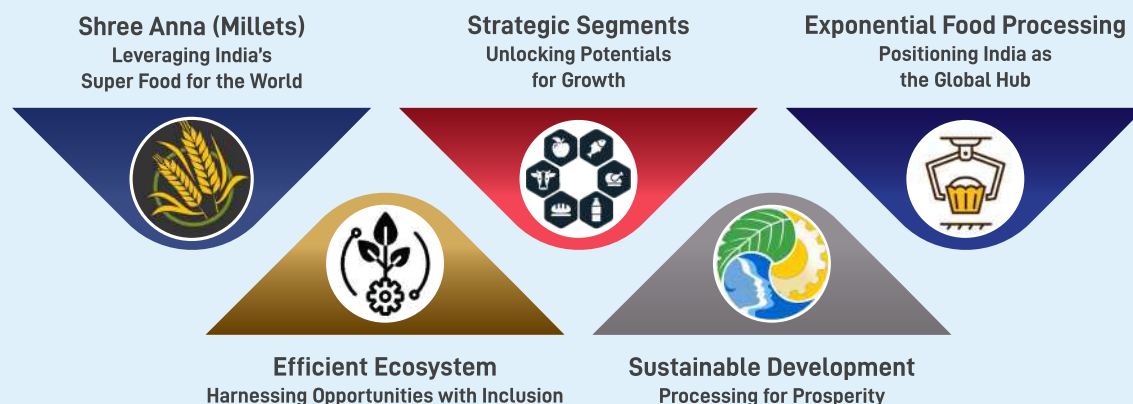 Shree Anna (Millets)
Leveraging India's
Super Food for the World
Strategic Segments
Unlocking Potentials
for Growth
Exponential Food Processing
Positioning India as
the Global Hub
Efficient Ecosystem
Harnessing Opportunities with Inclusion
Sustainable Development
Processing for Prosperity